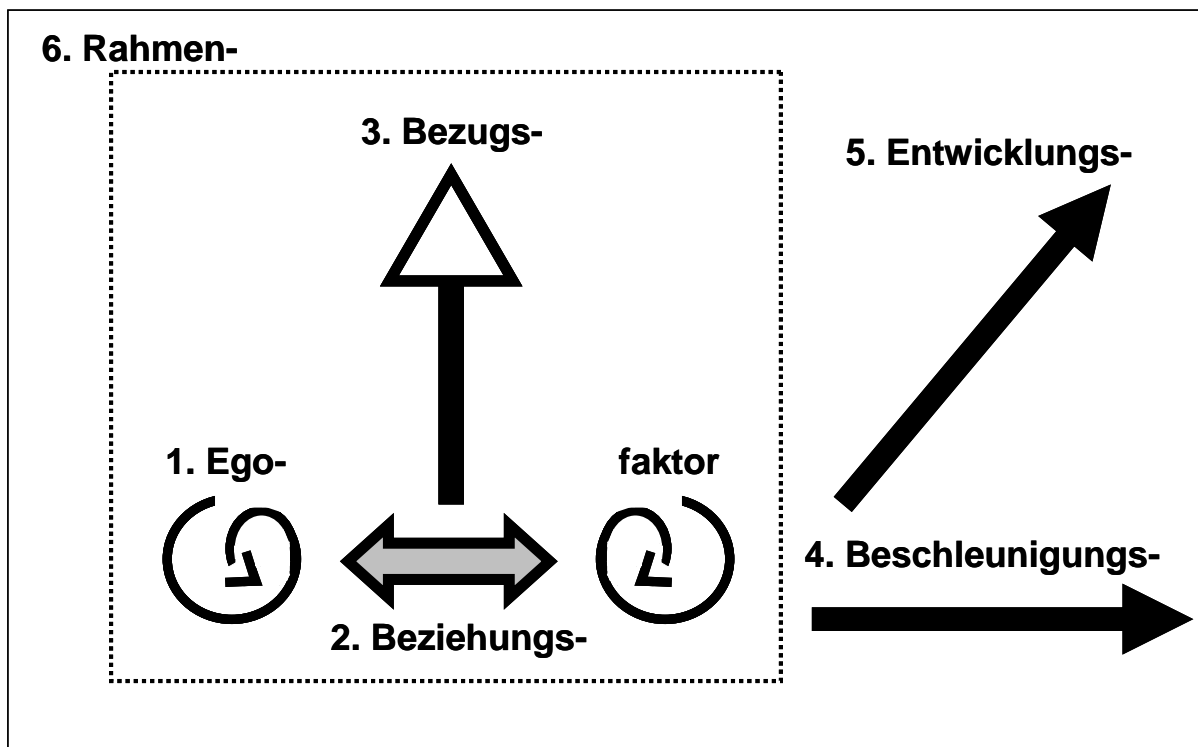 6. Rahmen-
3. Bezugs-
5. Entwicklungs-
1. Ego-
faktor
4. Beschleunigungs-
2. Beziehungs-